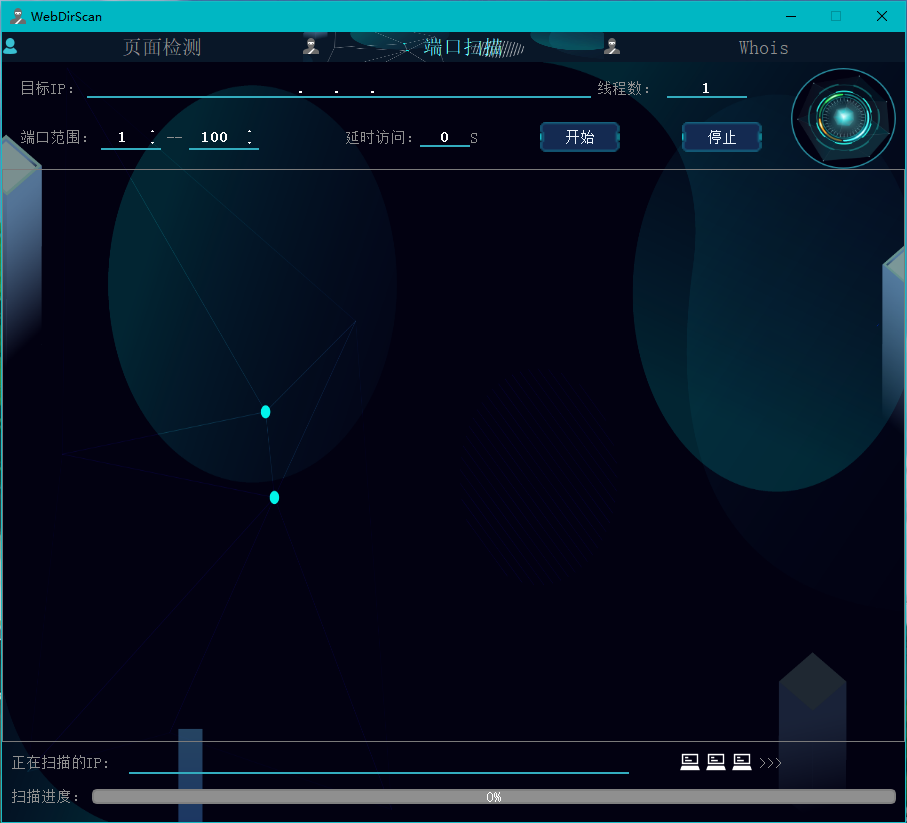 WebDirScan
页面检测 端口扫描 Whois
目标IP: . . . 线程数: 1
端口范围: 1 -- 100 延时访问: 0 S 开始 停止
正在扫描的IP: >>>
扫描进度: 0%